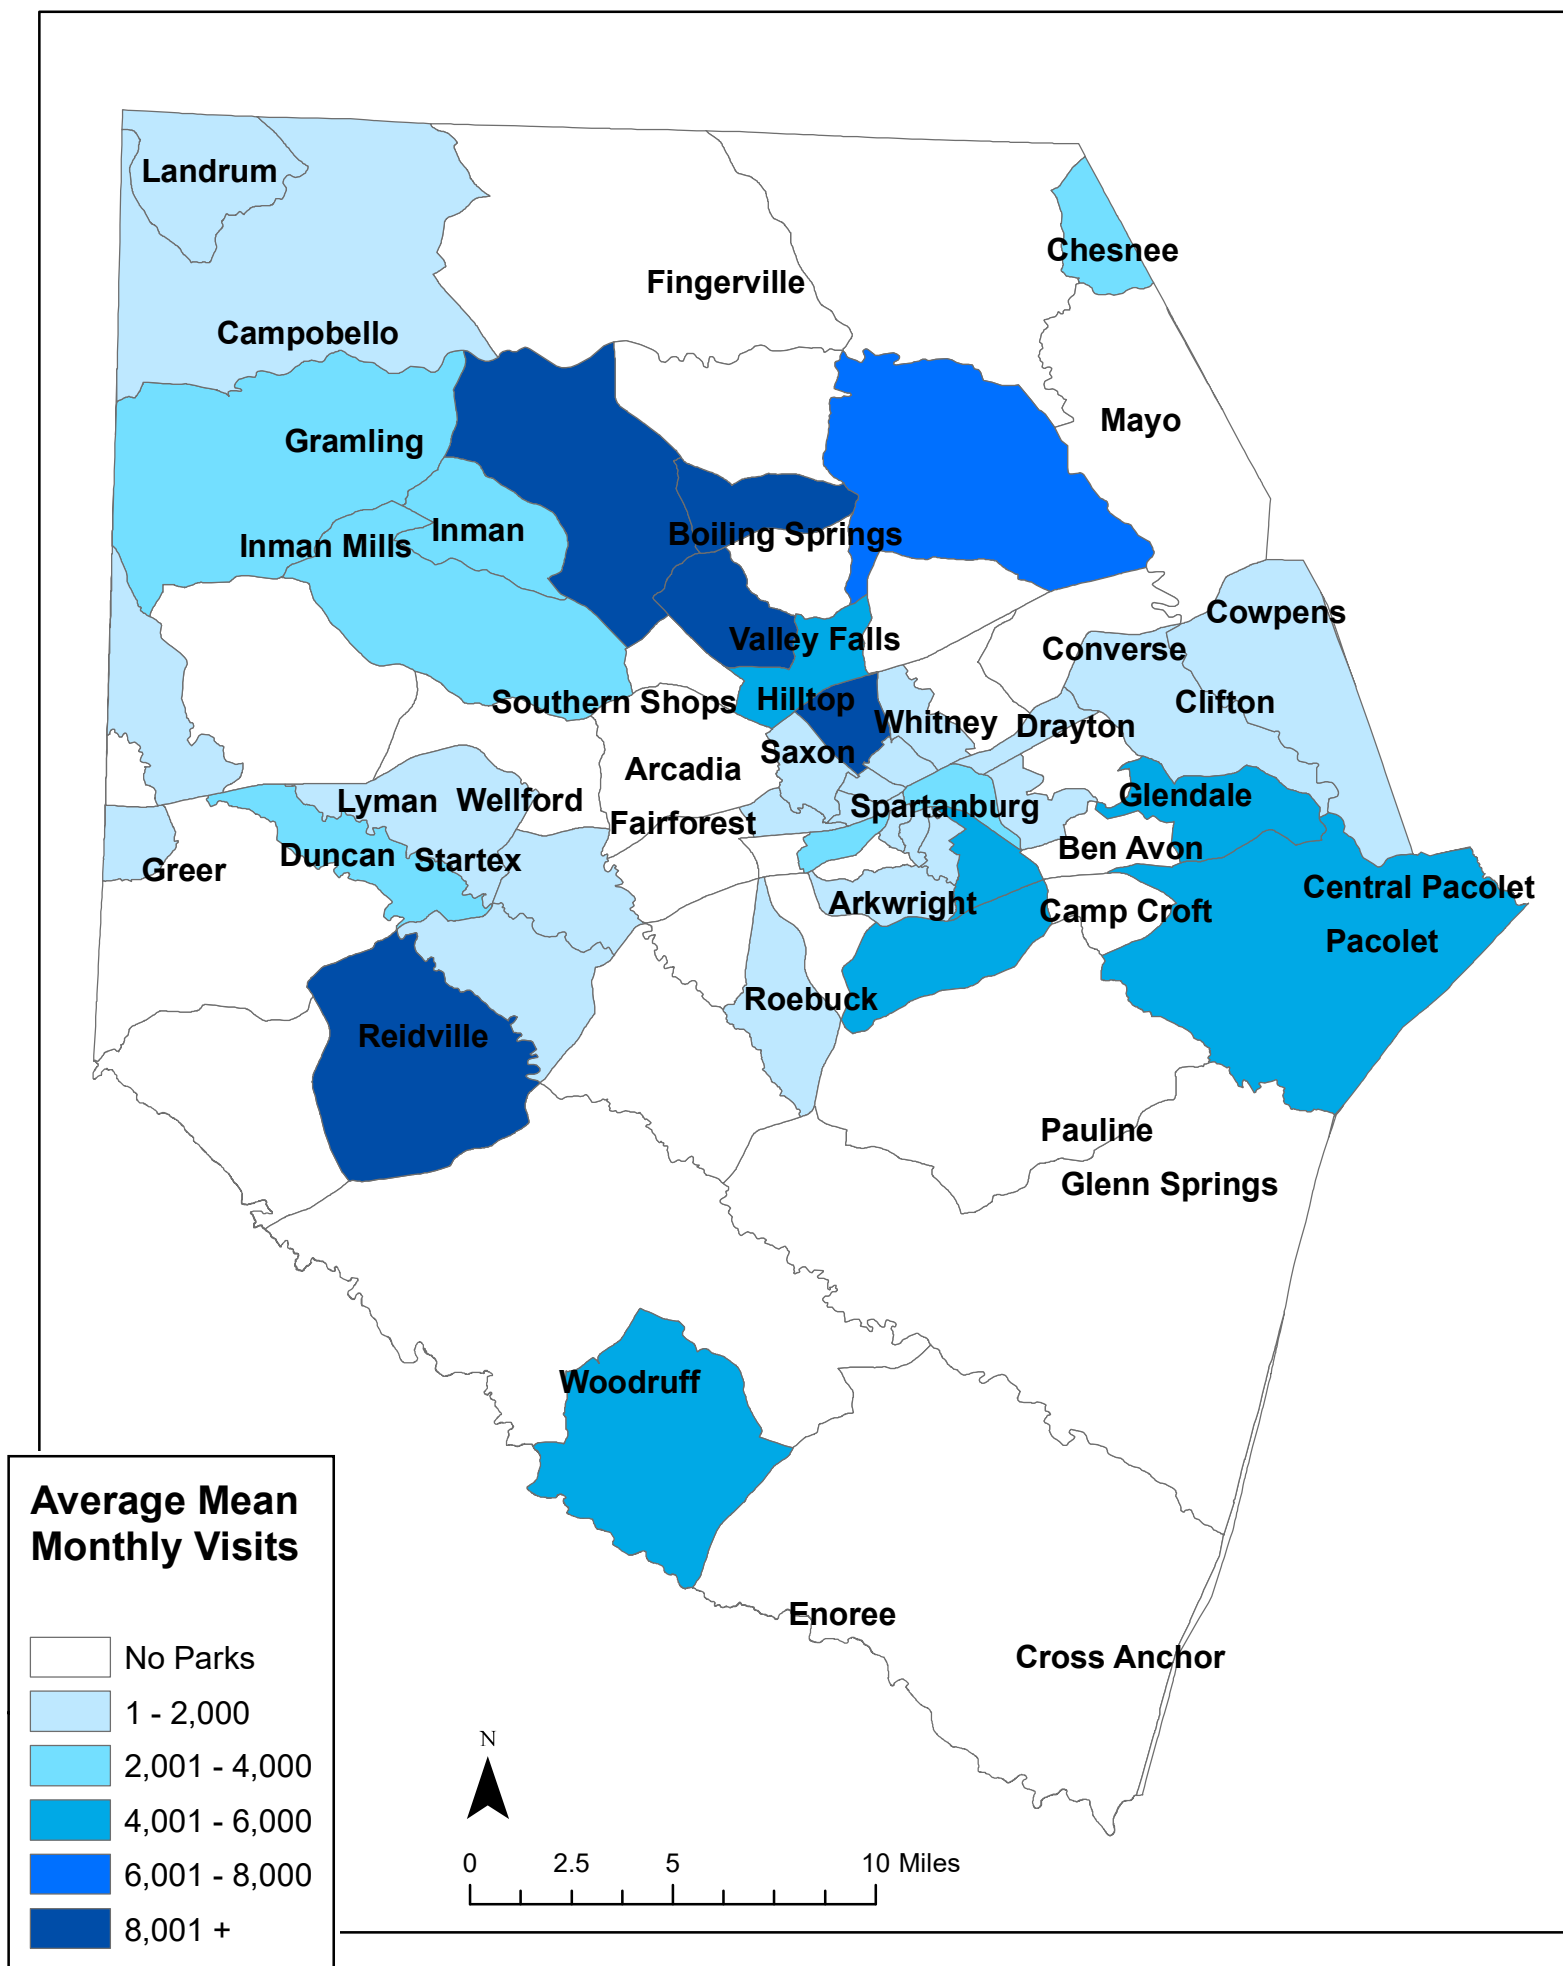 Landrum
Chesnee
Fingerville
Campobello
Mayo
Gramling
Inman
Inman Mills
Boiling Springs
Cowpens
Valley Falls
Converse
Southern Shops
Hilltop
Clifton
Whitney
Drayton
Saxon
Arcadia
Glendale
Lyman
Wellford
Spartanburg
Fairforest
Ben Avon
Duncan
Startex
Greer
Central Pacolet
Arkwright
Camp Croft
Pacolet
Roebuck
Reidville
Pauline
Glenn Springs
Woodruff
Enoree
Cross Anchor
Average Mean
Monthly Visits
No Parks
1 - 2,000
2,001 - 4,000
4,001 - 6,000
6,001 - 8,000
8,001 +
N
0 2.5 5 10 Miles